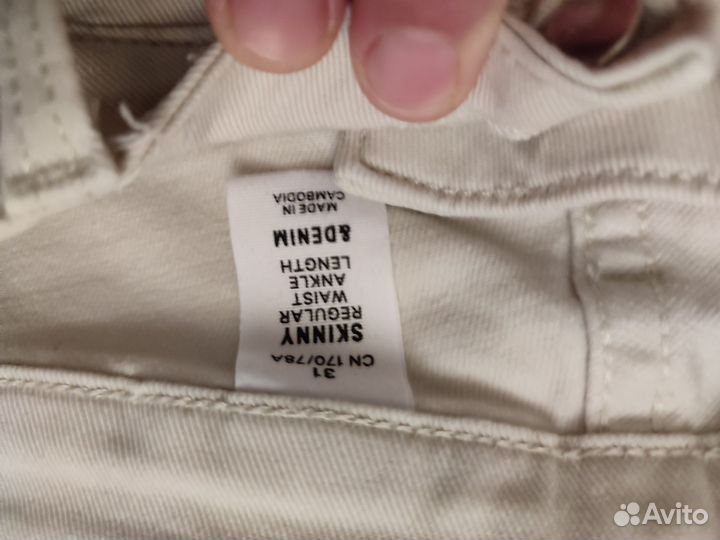 31
CN 170/78A
SKINNY
REGULAR
WAIST
ANKLE
LENGTH
&DENIM
MADE IN
CAMBODIA
Avito